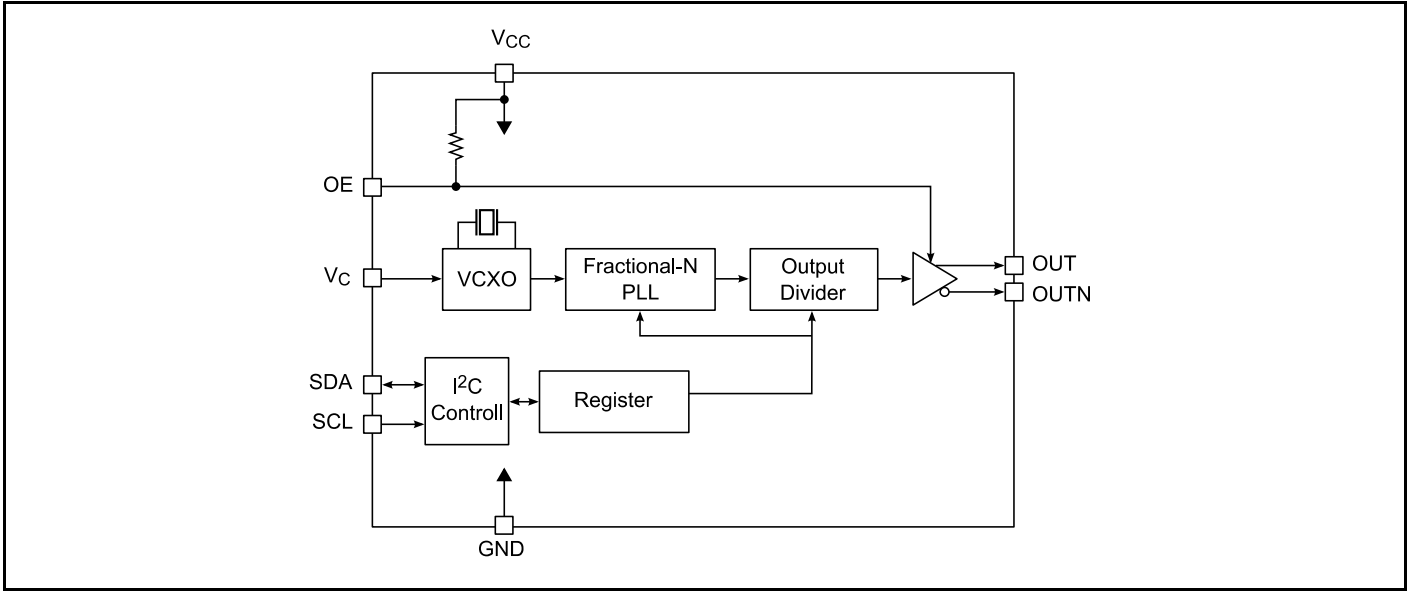 VCC
OE
VC
VCXO
Fractional-N
PLL
Output
Divider
OUT
OUTN
SDA
SCL
I²C
Controll
Register
GND